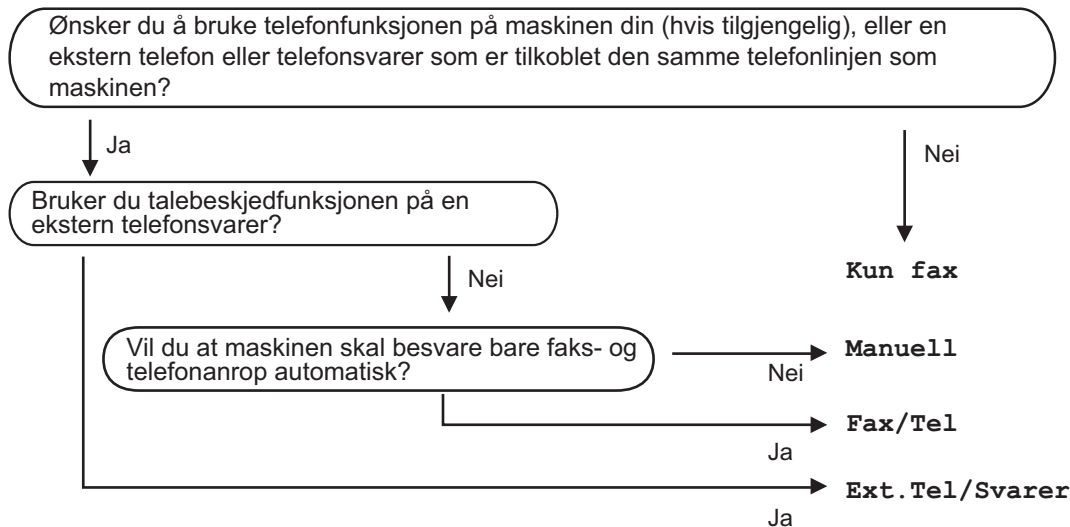 Ønsker du å bruke telefonfunksjonen på maskinen din (hvis tilgjengelig), eller en
ekstern telefon eller telefonsvarer som er tilkoblet den samme telefonlinjen som
maskinen?
Ja
Nei
Bruker du talebeskjedfunksjonen på en
ekstern telefonsvarer?
Kun fax
Nei
Vil du at maskinen skal besvare bare faks- og
telefonanrop automatisk?
Manuell
Nei
Fax/Tel
Ja
Ext.Tel/Svarer
Ja